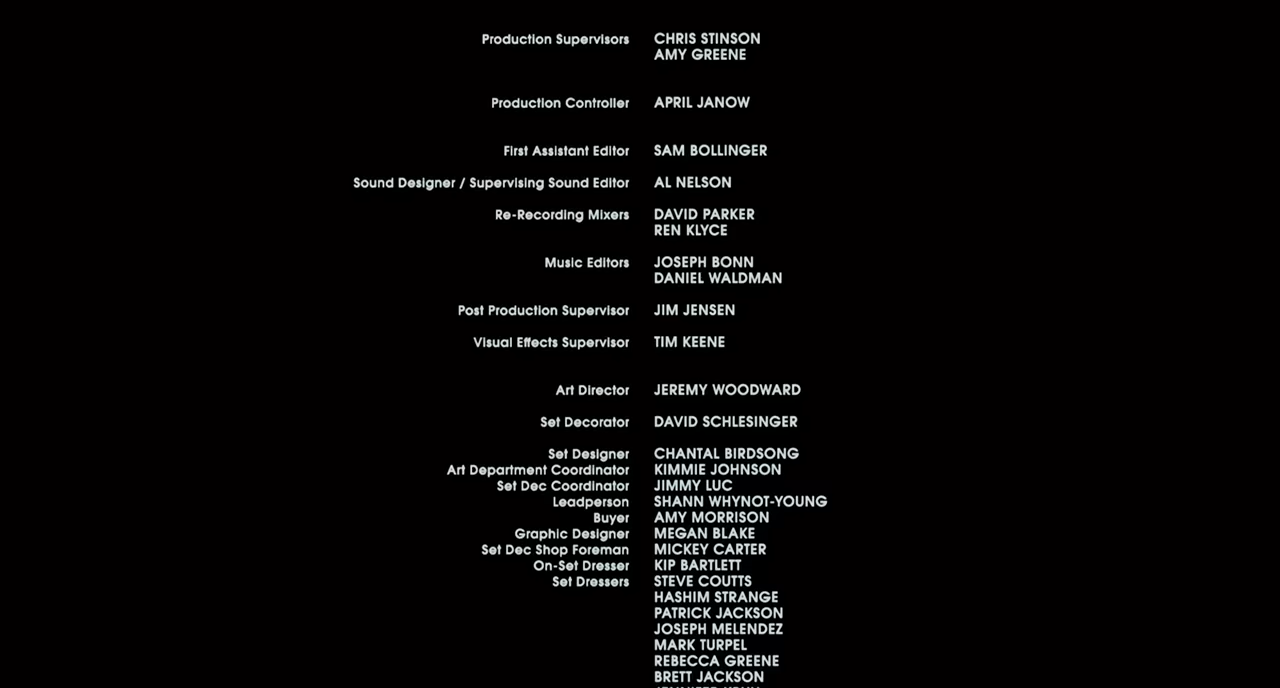 Production Supervisors CHRIS STINSON
AMY GREENE
Production Controller APRIL JANOW
First Assistant Editor SAM BOLLINGER
Sound Designer / Supervising Sound Editor AL NELSON
Re-Recording Mixers DAVID PARKER
REN KLYCE
Music Editors JOSEPH BONN
DANIEL WALDMAN
Post Production Supervisor JIM JENSEN
Visual Effects Supervisor TIM KEENE
Art Director JEREMY WOODWARD
Set Decorator DAVID SCHLESINGER
Set Designer CHANTAL BIRDSONG
Art Department Coordinator KIMMIE JOHNSON
Set Dec Coordinator JIMMY LUC
Leadperson SHANN WHYNOT-YOUNG
Buyer AMY MORRISON
Graphic Designer MEGAN BLAKE
Set Dec Shop Foreman MICKEY CARTER
On-Set Dresser KIP BARTLETT
Set Dressers STEVE COUTTS
HASHIM STRANGE
PATRICK JACKSON
JOSEPH MELENDEZ
MARK TURPEL
REBECCA GREENE
BRETT JACKSON